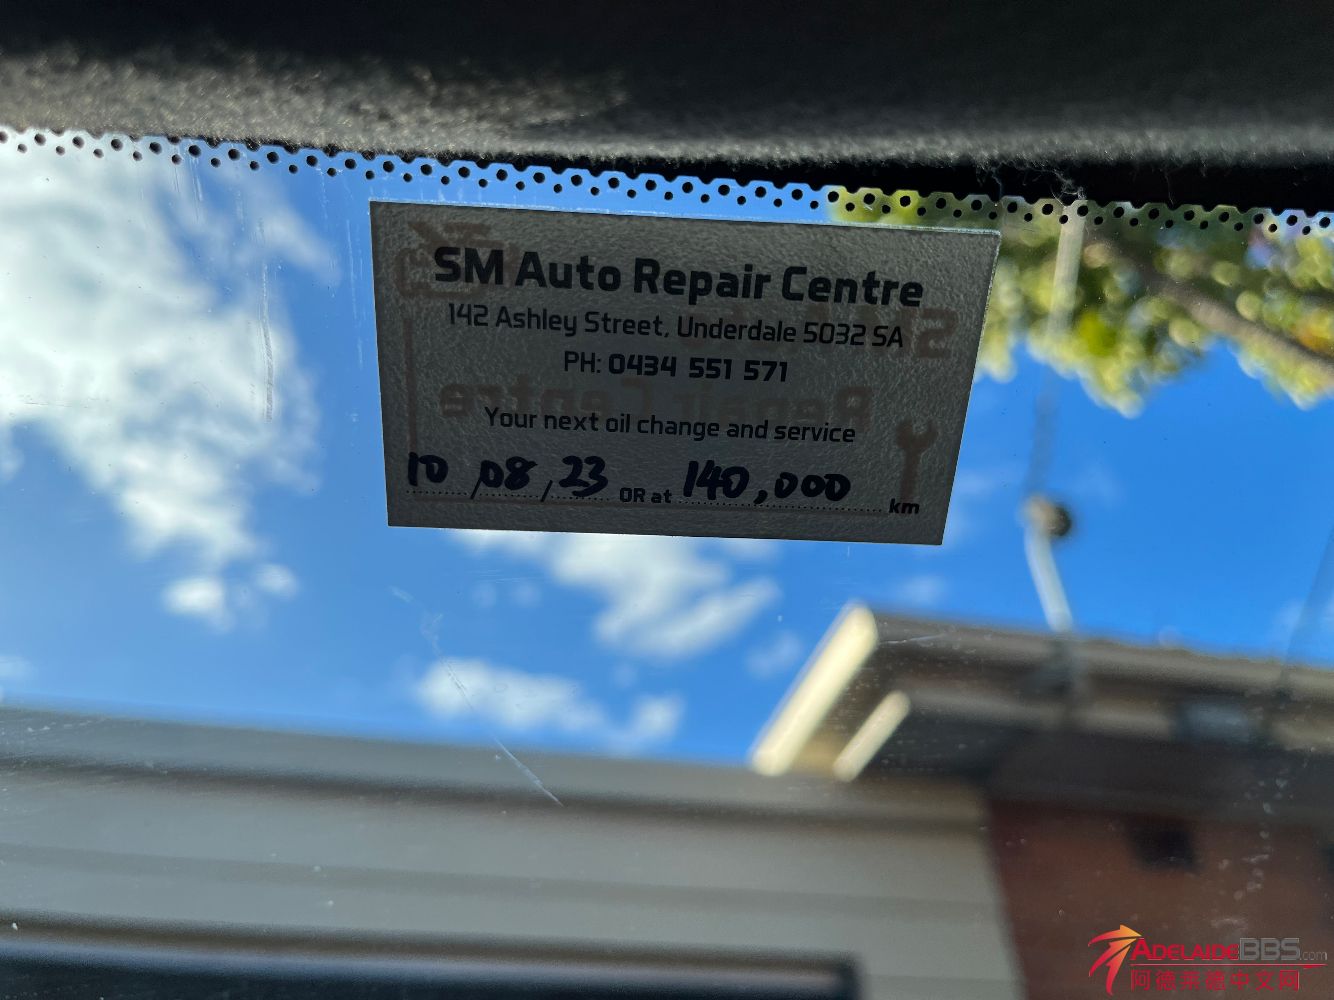 SM Auto Repair Centre
142 Ashley Street, Underdale 5032 SA
PH: 0434 551 571
Your next oil change and service
10 / 08 / 23 OR at 140,000 km
ADELAIDEBBS.com
阿德莱德中文网